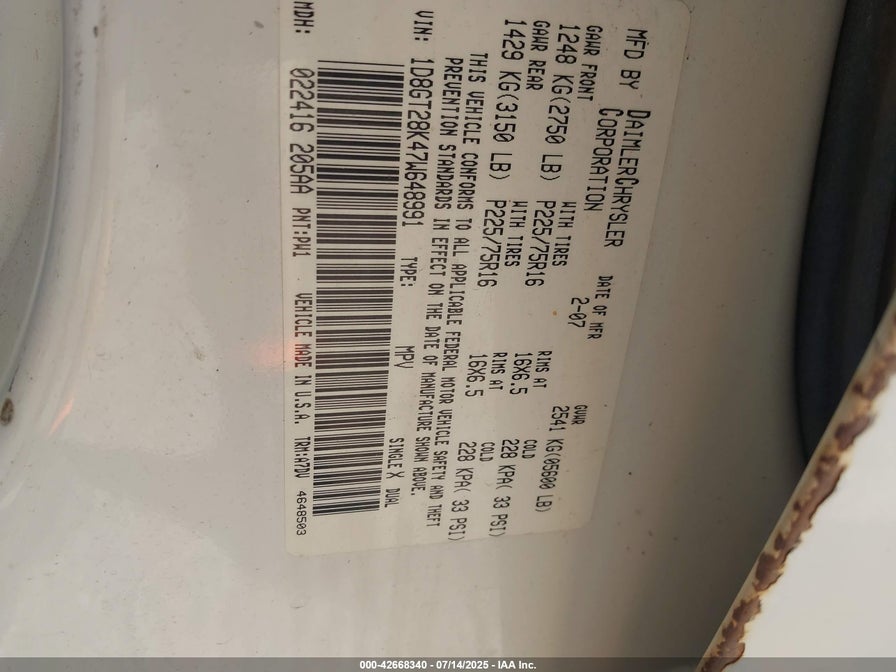 MFD BY DAIMLERCHRYSLER CORPORATION
DATE OF MFR 2-07
GVWR 2541 KG(05600 LB)
GAWR FRONT WITH TIRES RIMS AT COLD
1248 KG(2750 LB) P225/75R16 16X6.5 228 KPA( 33 PSI)
GAWR REAR WITH TIRES RIMS AT COLD
1429 KG(3150 LB) P225/75R16 16X6.5 228 KPA( 33 PSI)
THIS VEHICLE CONFORMS TO ALL APPLICABLE FEDERAL MOTOR VEHICLE SAFETY AND THEFT
PREVENTION STANDARDS IN EFFECT ON THE DATE OF MANUFACTURE SHOWN ABOVE.
VIN: 1D8GT28K47W648991 TYPE: MPV SINGLE X DUAL
MDH: 022416 205AA PNT:PW1 VEHICLE MADE IN U.S.A. TRM:A7DV 4648503
000-42668340 - 07/14/2025 - IAA Inc.